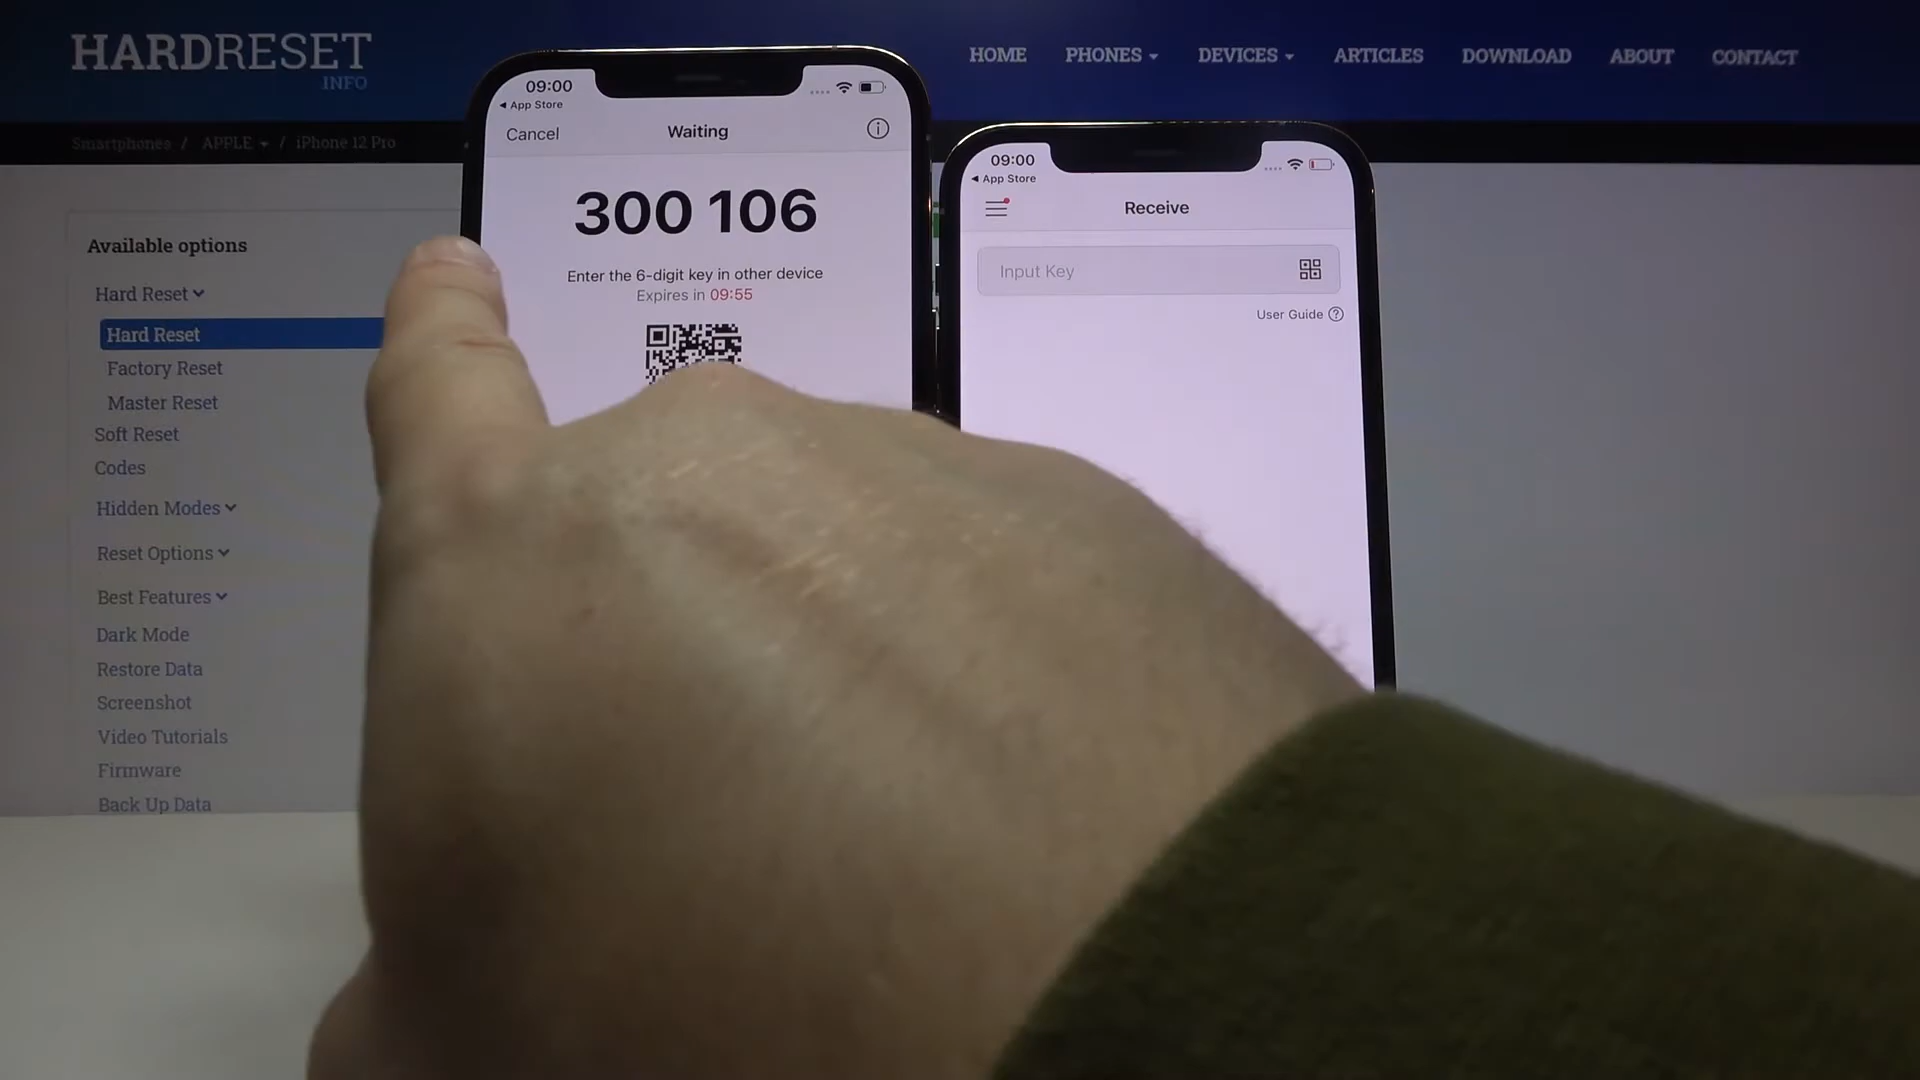 HARDRESET
INFO
HOME PHONES DEVICES ARTICLES DOWNLOAD ABOUT CONTACT
Smartphones / APPLE / iPhone 12 Pro
Available options
Hard Reset
Hard Reset
Factory Reset
Master Reset
Soft Reset
Codes
Hidden Modes
Reset Options
Best Features
Dark Mode
Restore Data
Screenshot
Video Tutorials
Firmware
Back Up Data
09:00
App Store
Cancel Waiting
300 106
Enter the 6-digit key in other device
Expires in 09:55
09:00
App Store
Receive
Input Key
User Guide ?